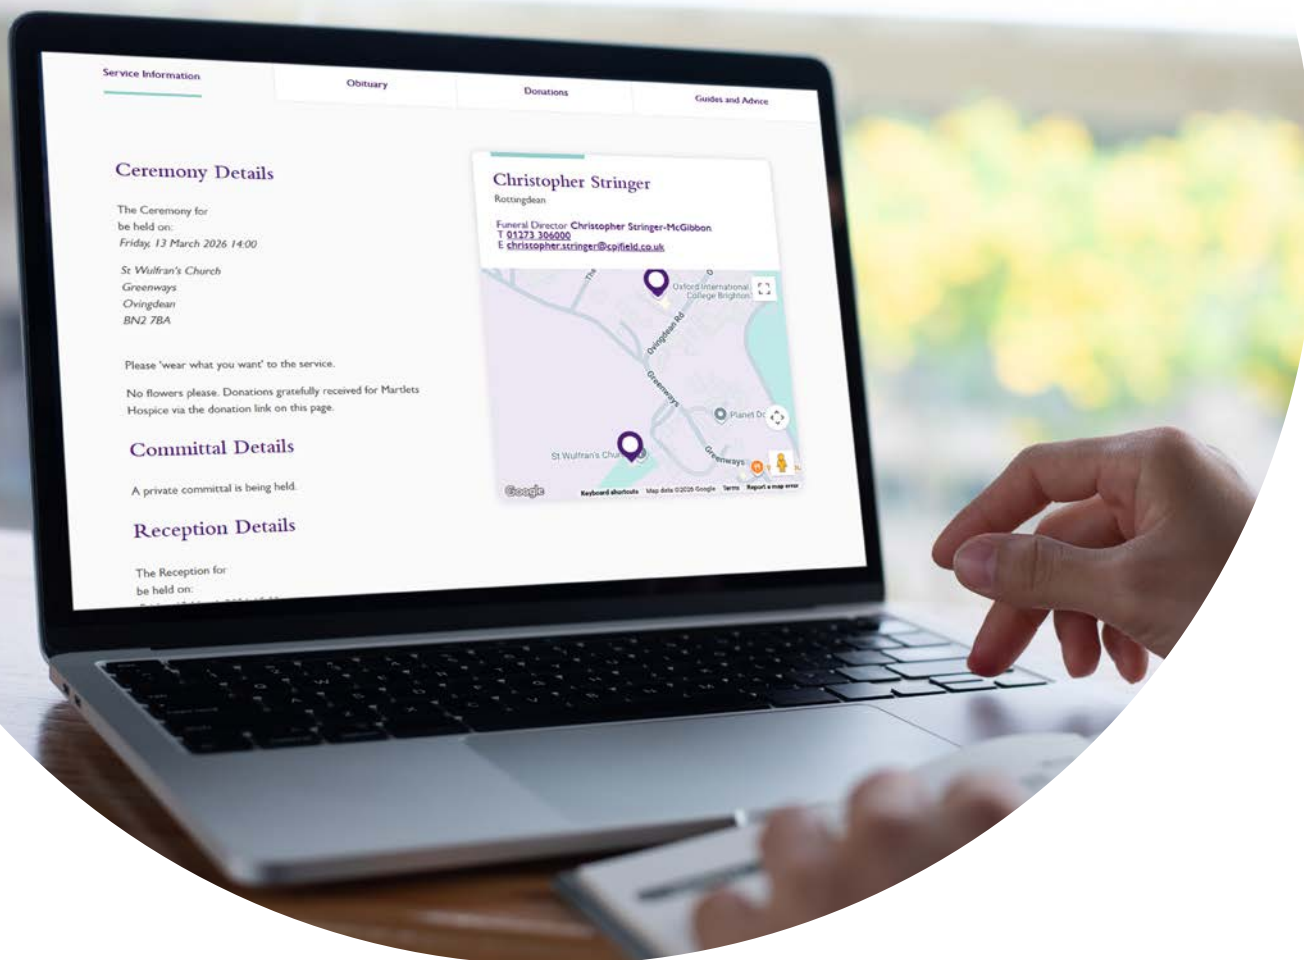 Service Information
Obituary
Donations
Guides and Advice
Ceremony Details
The Ceremony for
be held on:
Friday, 13 March 2026 14:00
St Wulfran's Church
Greenways
Ovingdean
BN2 7BA
Please 'wear what you want' to the service.
No flowers please. Donations gratefully received for Martlets
Hospice via the donation link on this page.
Committal Details
A private committal is being held.
Reception Details
The Reception for
be held on:
Christopher Stringer
Rottingdean
Funeral Director Christopher Stringer-McGibbon
T 01273 306000
E christopher.stringer@cpjfield.co.uk
The
Oxford International
College Brighton
Ovingdean Rd
Greenways
Planet
St Wulfran's
Greenways
Google
Keyboard shortcuts Map data ©2026 Google Terms Report a map error